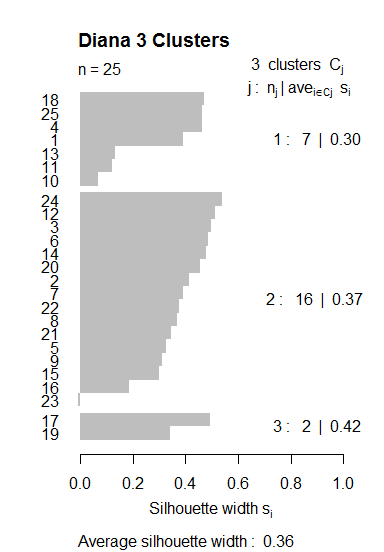 Diana 3 Clusters
n = 25
3 clusters Cj
j : nj | avei∈Cj si
18
25
4
1
1 : 7 | 0.30
13
11
10
24
12
3
6
14
20
2
7
2 : 16 | 0.37
22
8
21
5
9
15
16
23
17
3 : 2 | 0.42
19
0.0 0.2 0.4 0.6 0.8 1.0
Silhouette width si
Average silhouette width : 0.36